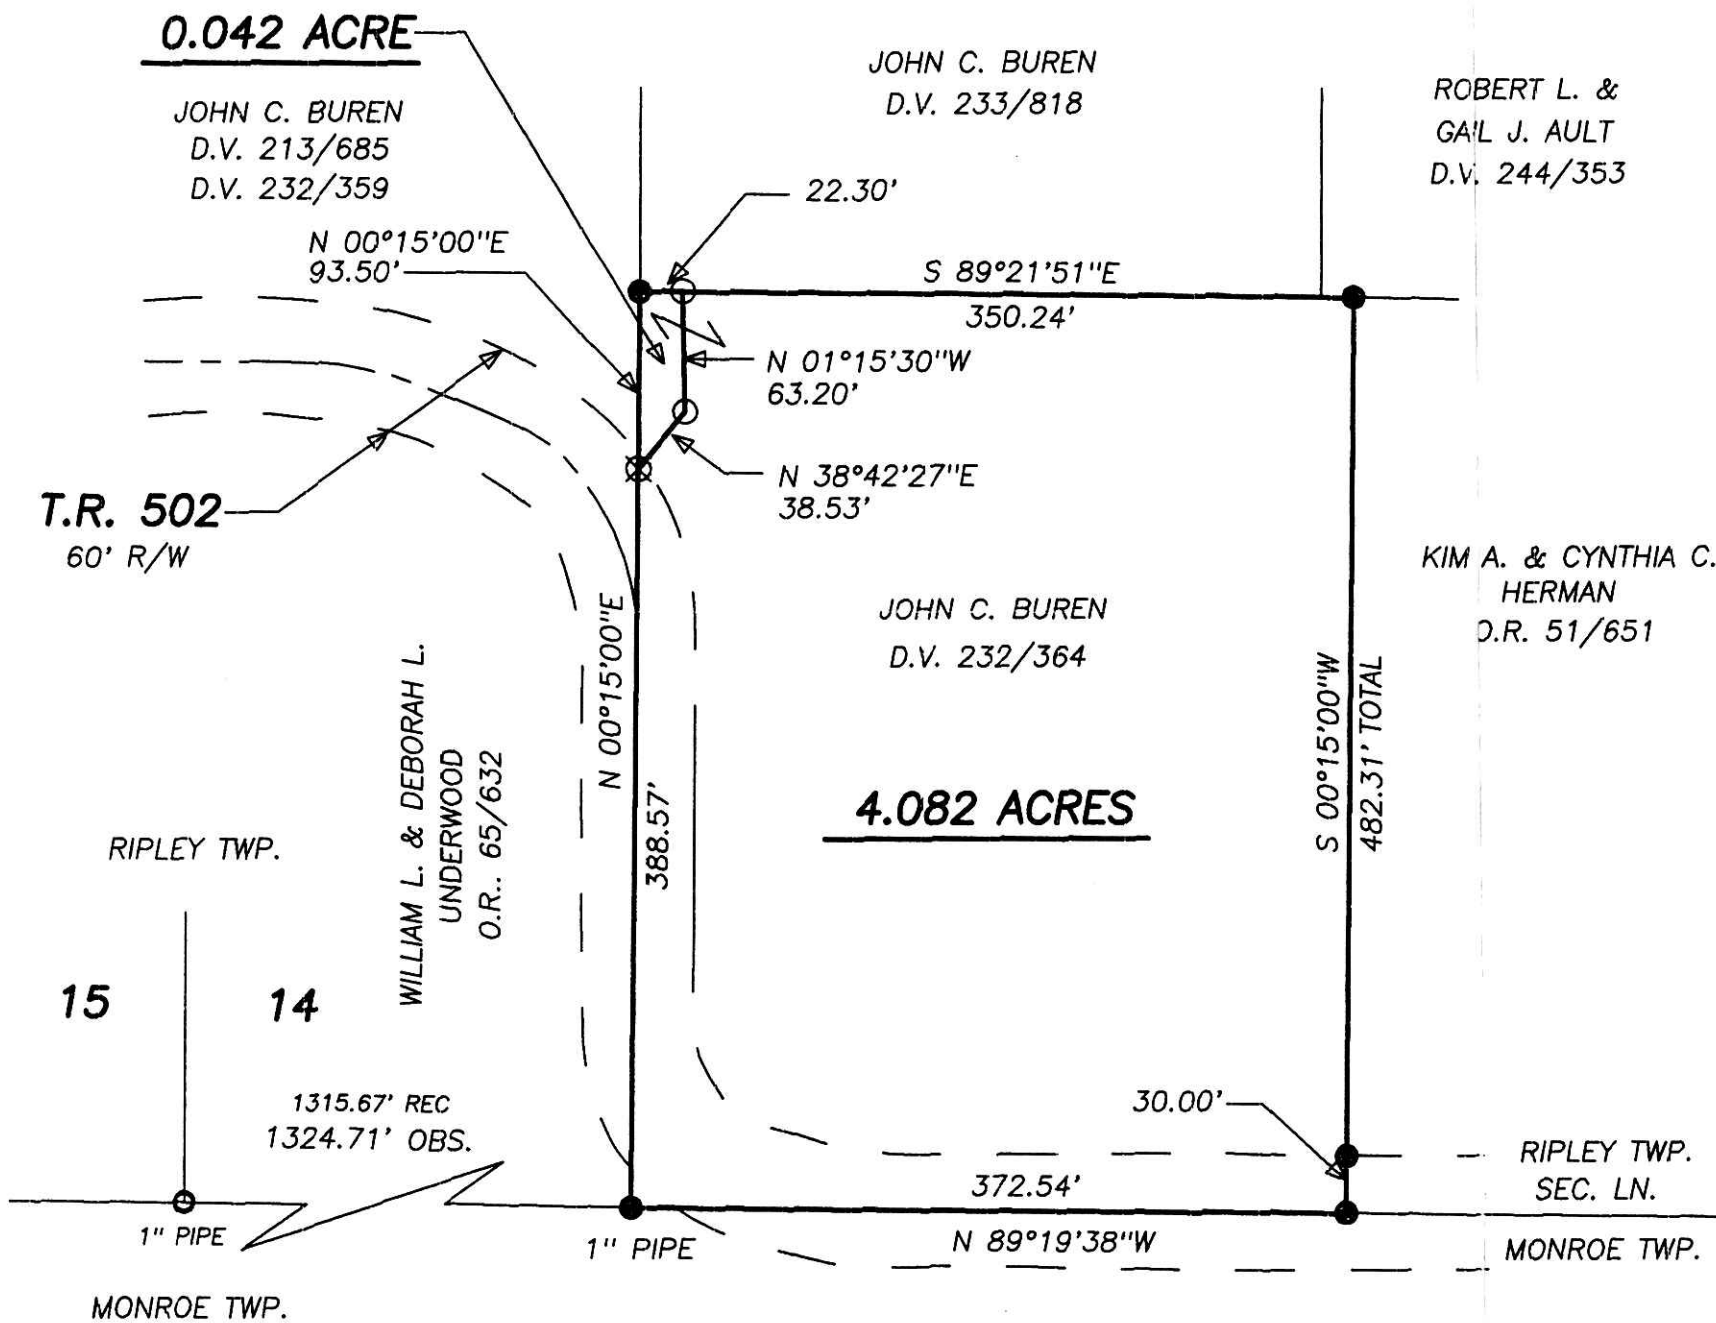 0.042 ACRE
JOHN C. BUREN
D.V. 213/685
D.V. 232/359
JOHN C. BUREN
D.V. 233/818
ROBERT L. &
GAIL J. AULT
D.V. 244/353
22.30'
N 00°15'00"E
93.50'
S 89°21'51"E
350.24'
N 01°15'30"W
63.20'
N 38°42'27"E
38.53'
T.R. 502
60' R/W
KIM A. & CYNTHIA C.
HERMAN
O.R. 51/651
JOHN C. BUREN
D.V. 232/364
N 00°15'00"E
388.57'
S 00°15'00"W
482.31' TOTAL
WILLIAM L. & DEBORAH L.
UNDERWOOD
O.R.. 65/632
4.082 ACRES
RIPLEY TWP.
15
14
1315.67' REC
1324.71' OBS.
30.00'
372.54'
N 89°19'38"W
RIPLEY TWP.
SEC. LN.
MONROE TWP.
1" PIPE
1" PIPE
MONROE TWP.